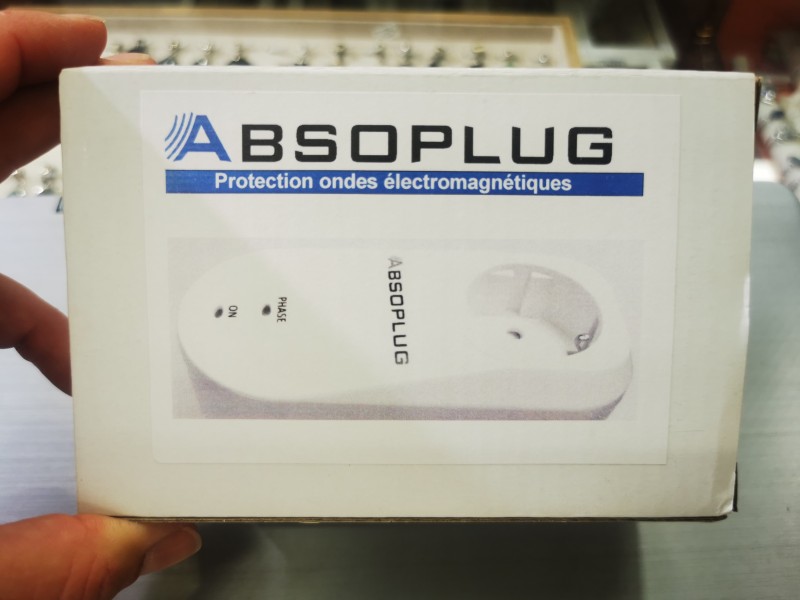 ABSOPLUG
Protection ondes électromagnétiques
ABSOPLUG
PHASE
ON